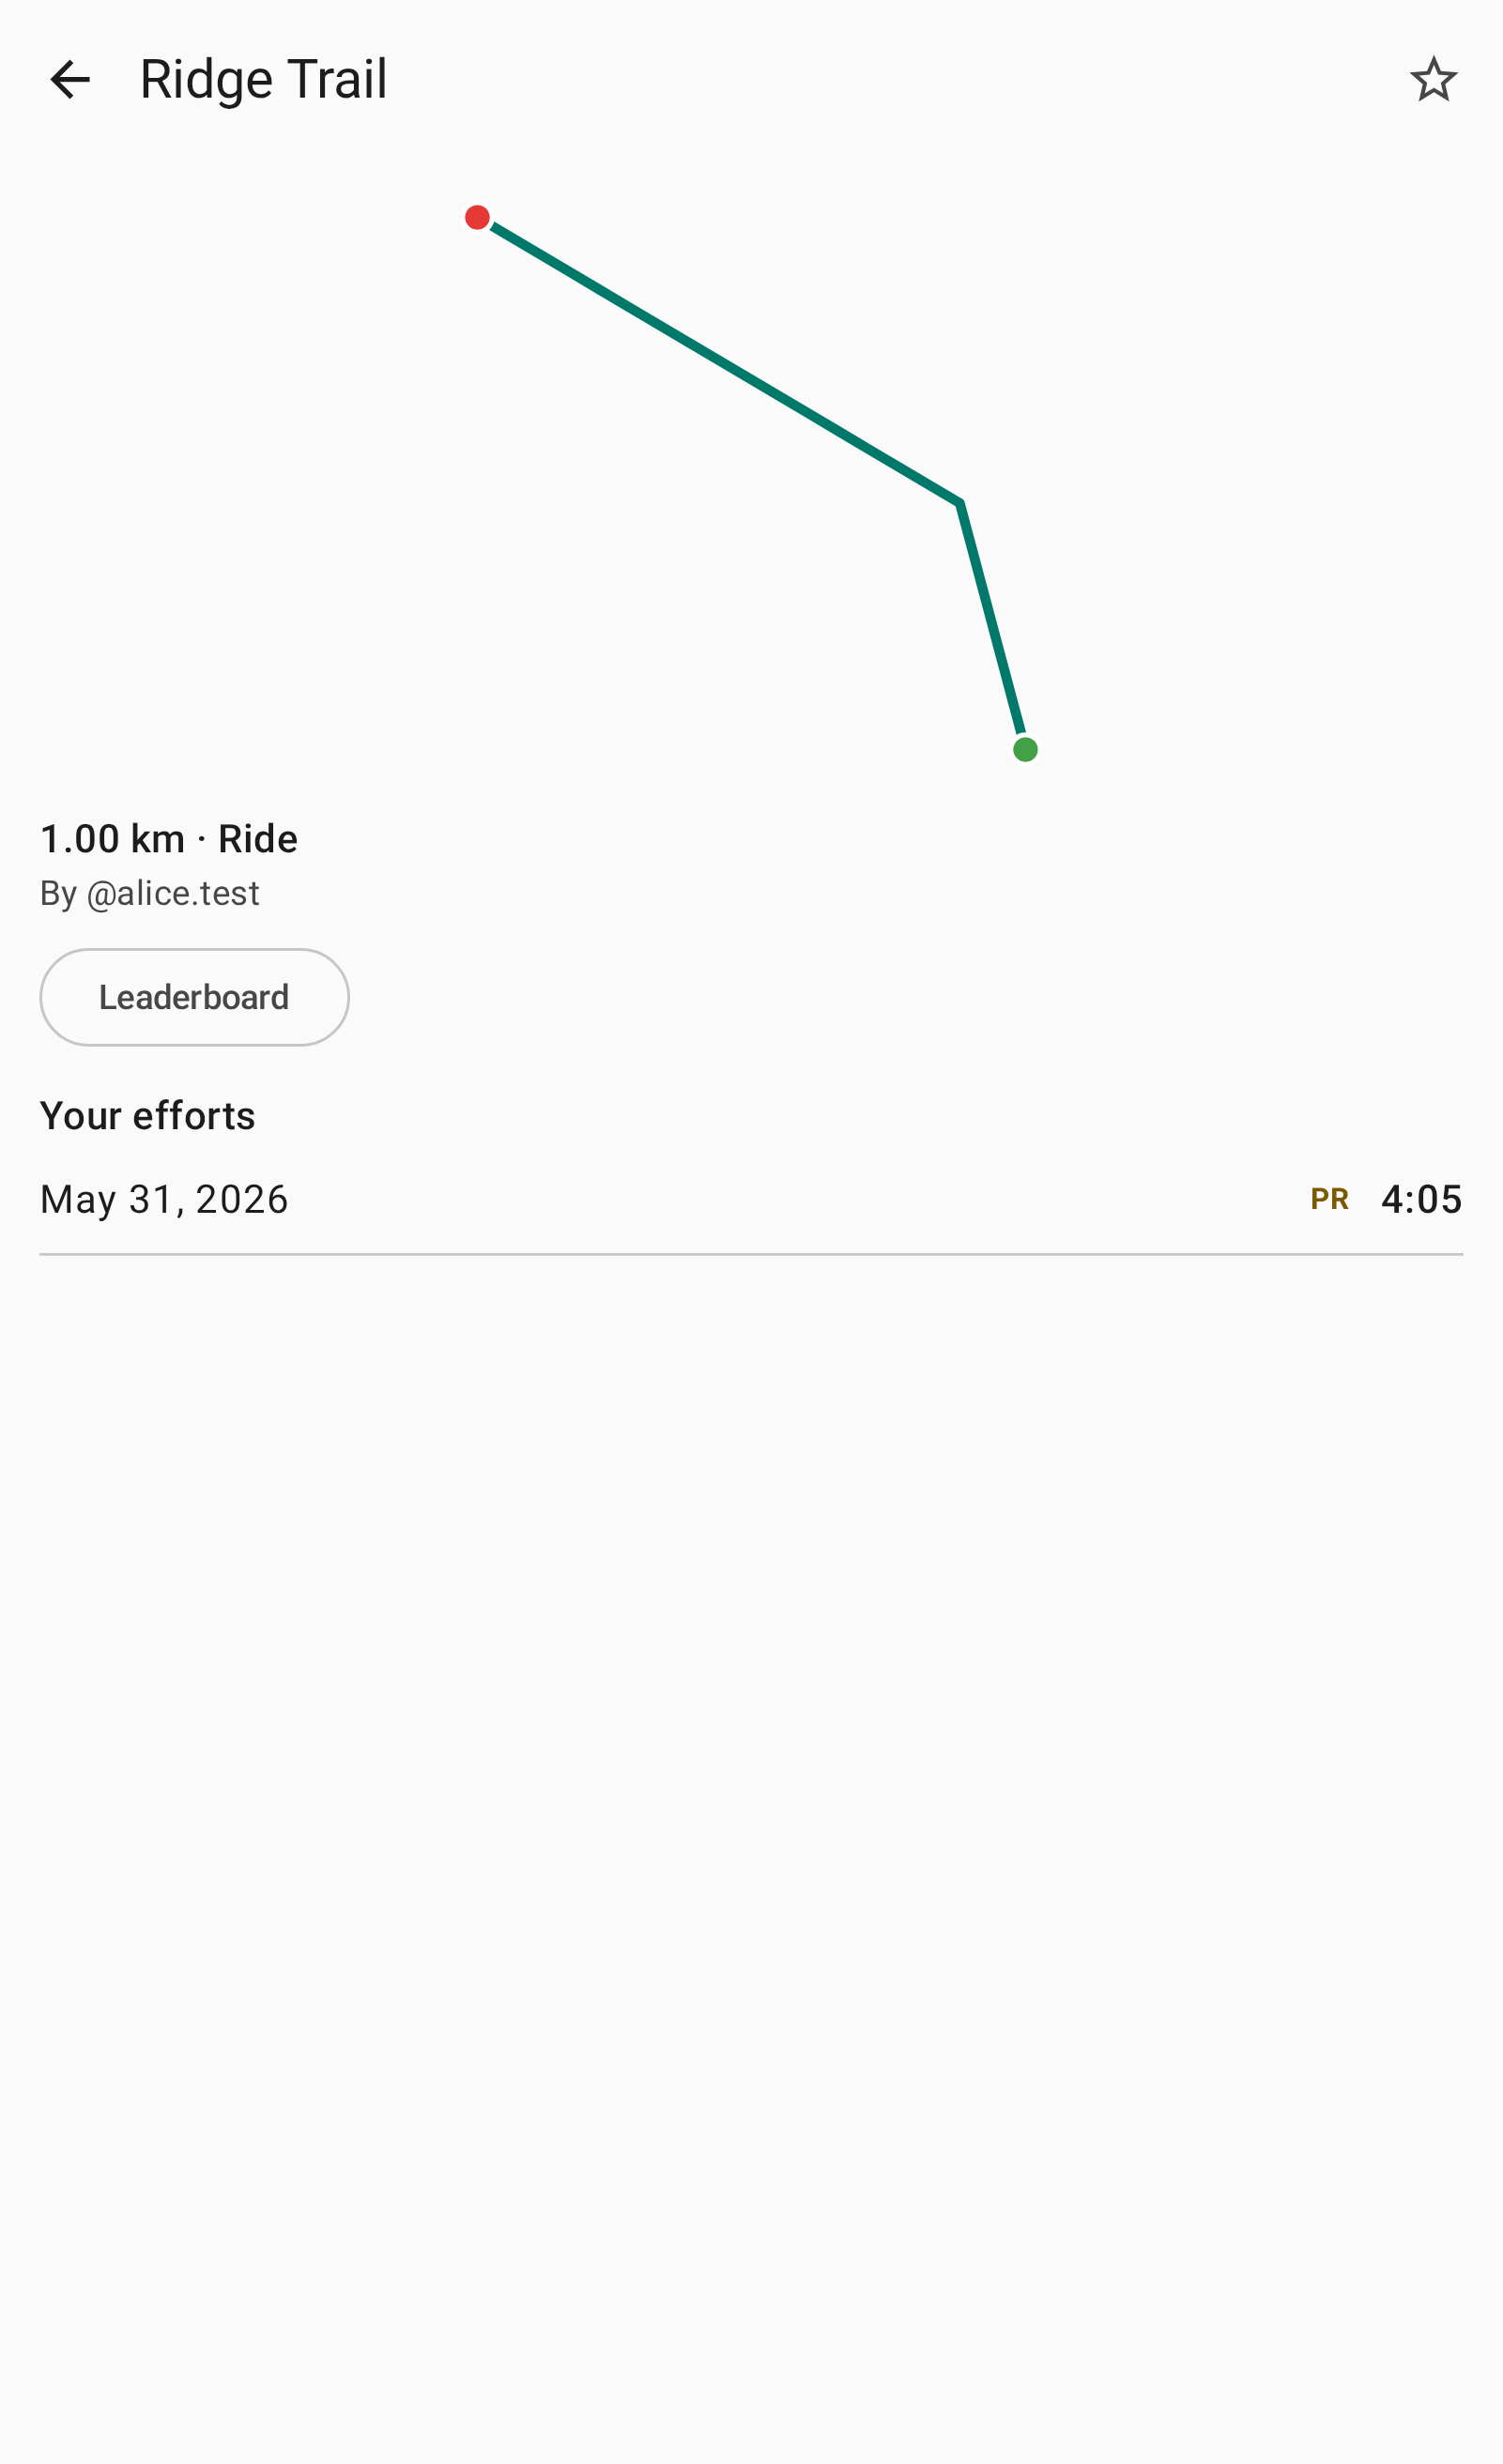 Ridge Trail
1.00 km · Ride
By @alice.test
Leaderboard
Your efforts
May 31, 2026 PR 4:05